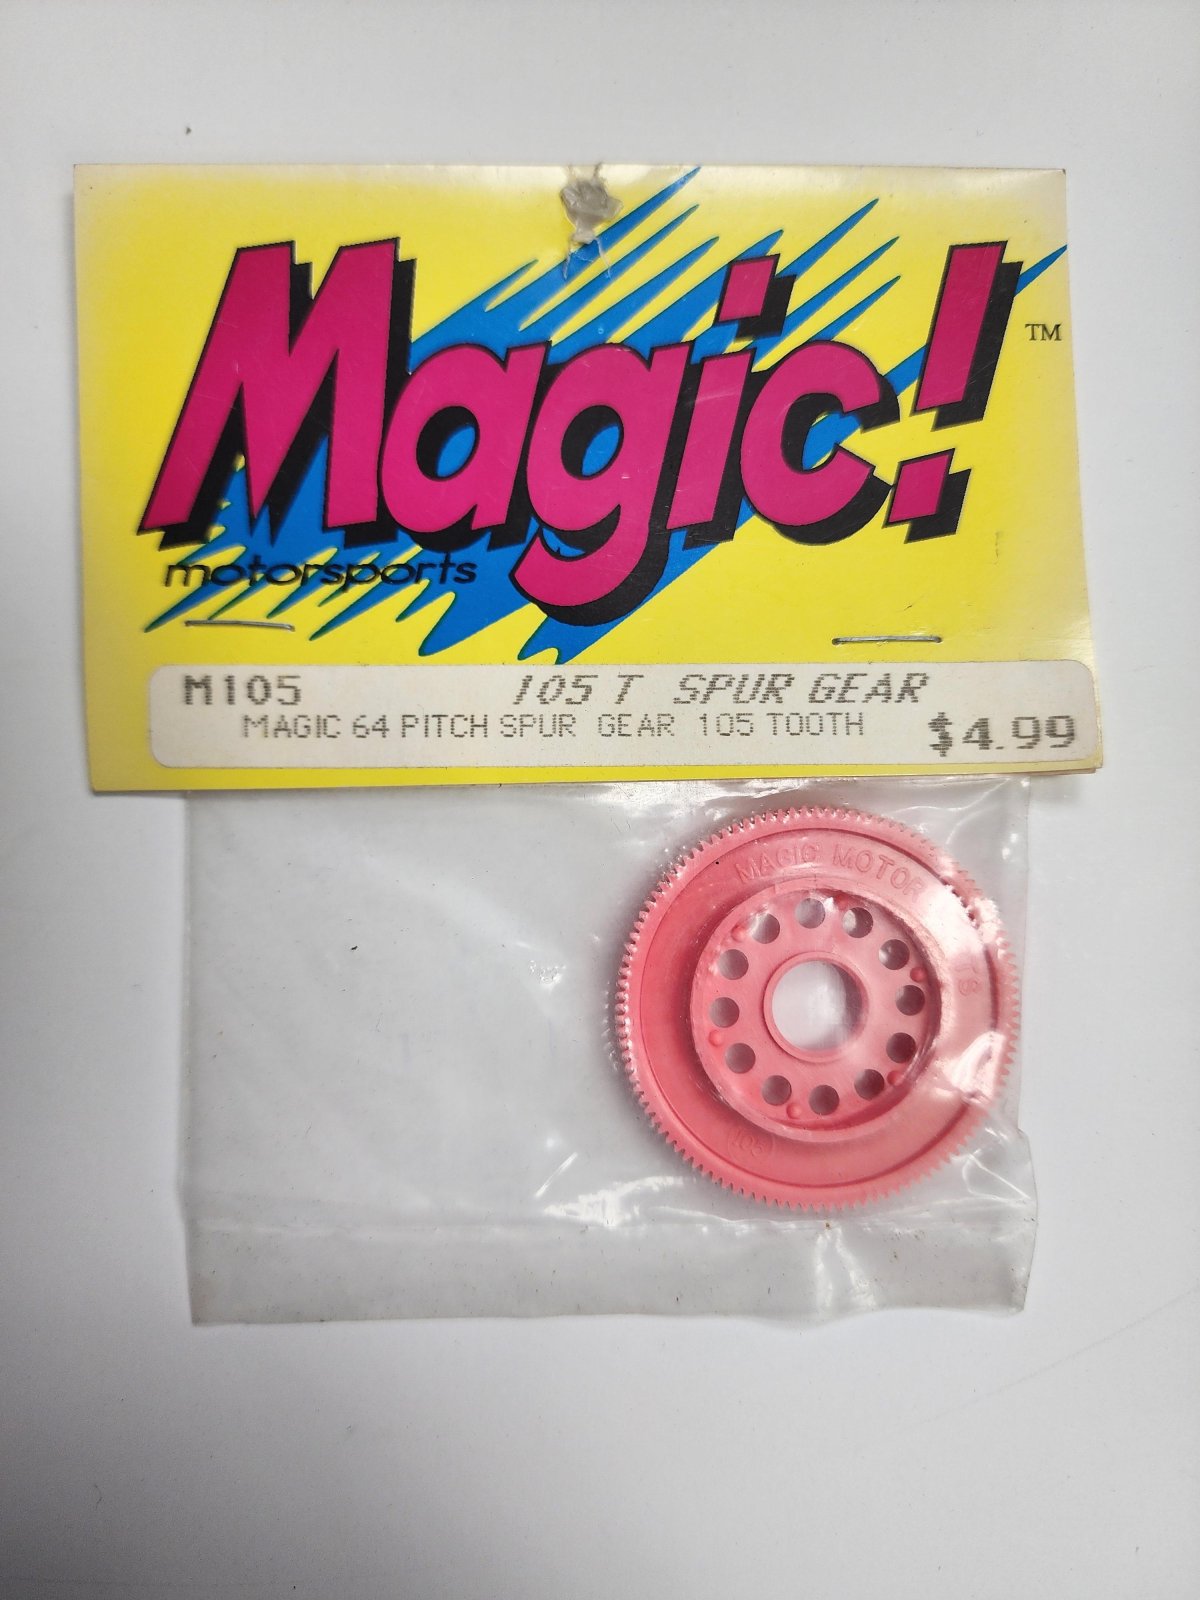 Magic!
TM
motorsports
M105 105 T SPUR GEAR
MAGIC 64 PITCH SPUR GEAR 105 TOOTH
$4.99
MAGIC MOTOR
TS
105